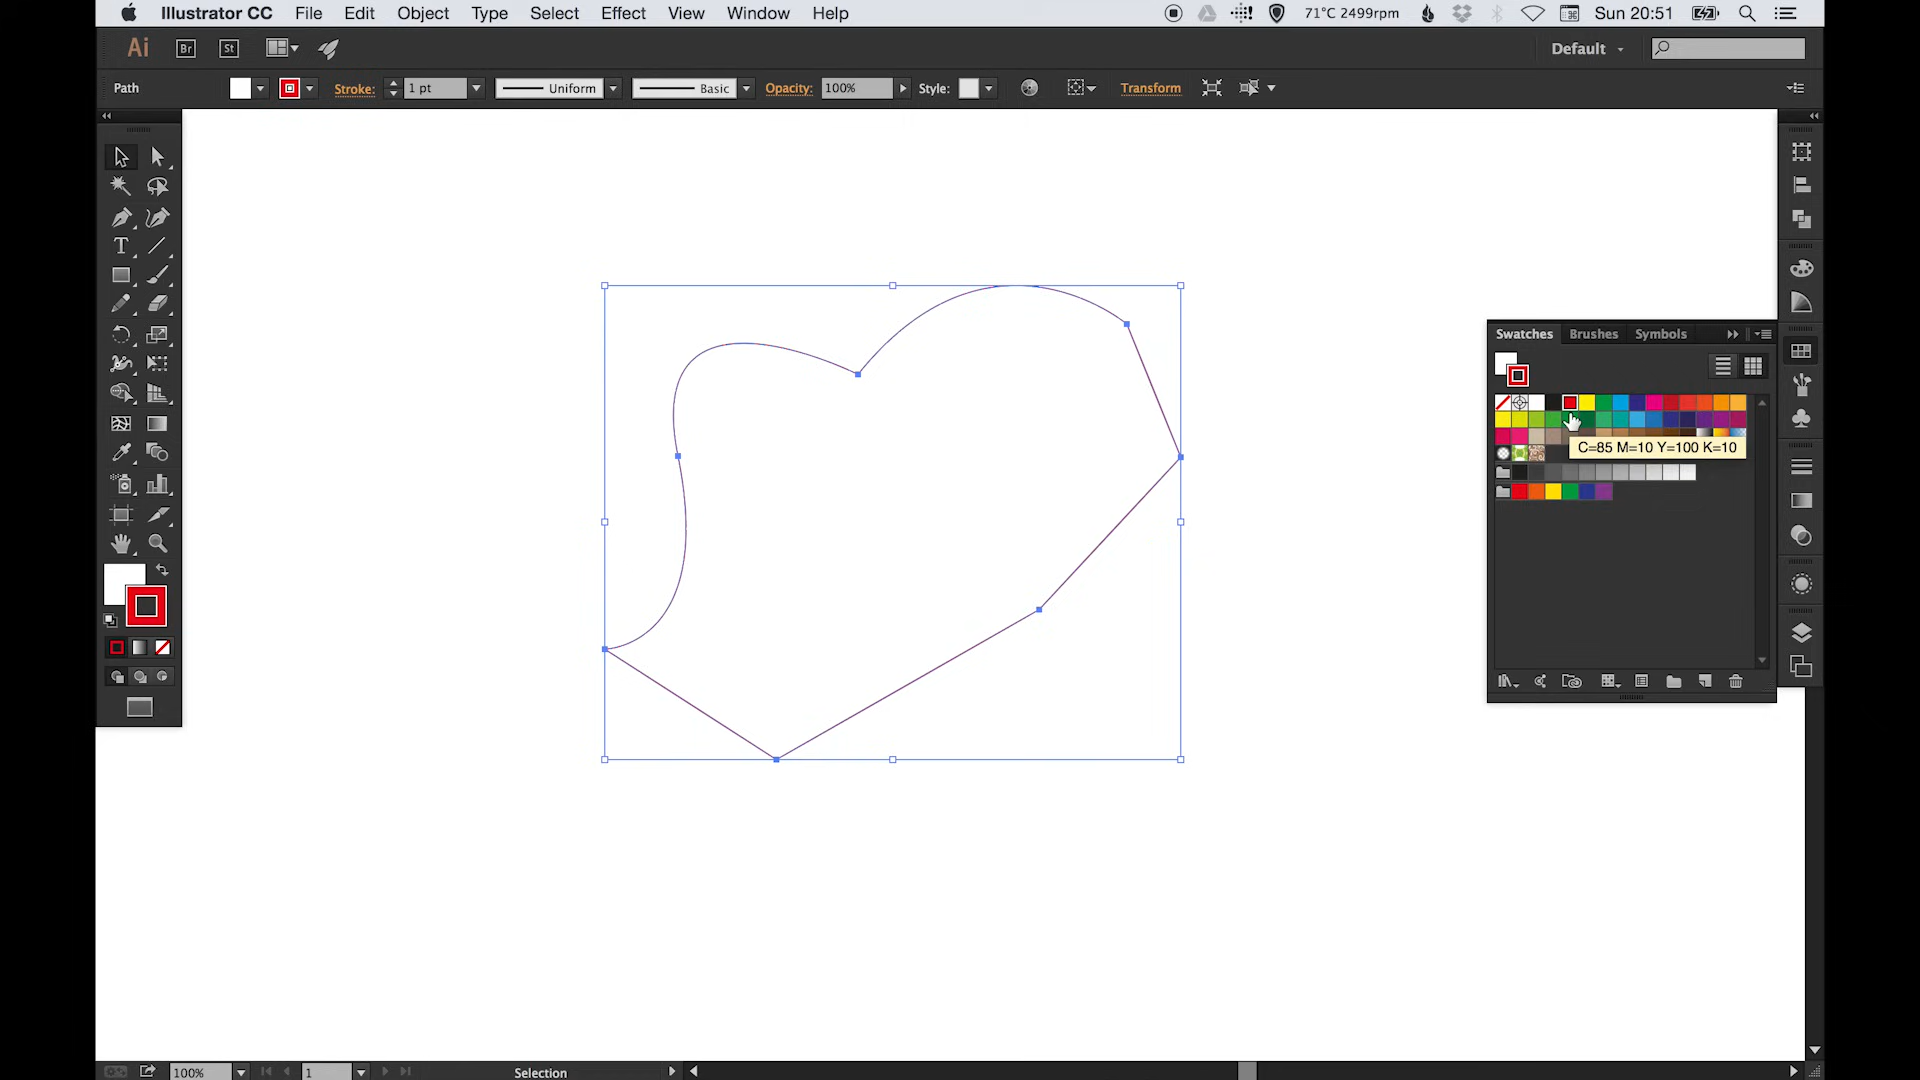 Illustrator CC File Edit Object Type Select Effect View Window Help 71°C 2499rpm Sun 20:51
Ai Br St Default
Path Stroke: 1 pt Uniform Basic Opacity: 100% Style: Transform
Swatches Brushes Symbols
T
C=85 M=10 Y=100 K=10
100% 1 Selection